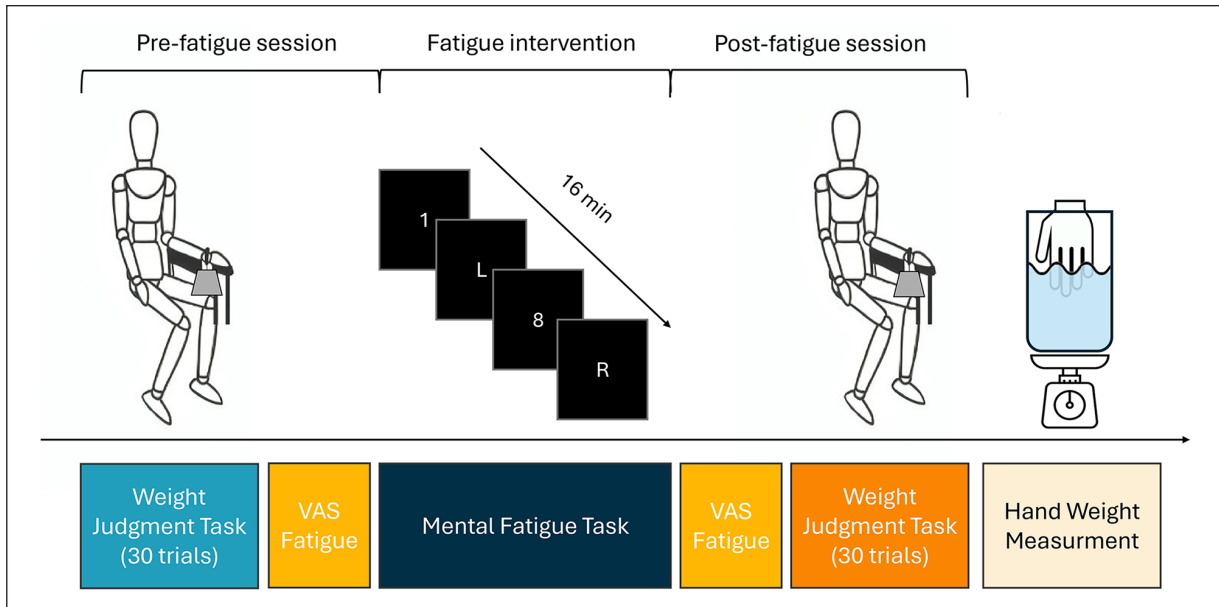 Pre-fatigue session
Fatigue intervention
Post-fatigue session
16 min
1
L
8
R
Weight
Judgment Task
(30 trials)
VAS
Fatigue
Mental Fatigue Task
VAS
Fatigue
Weight
Judgment Task
(30 trials)
Hand Weight
Measurment